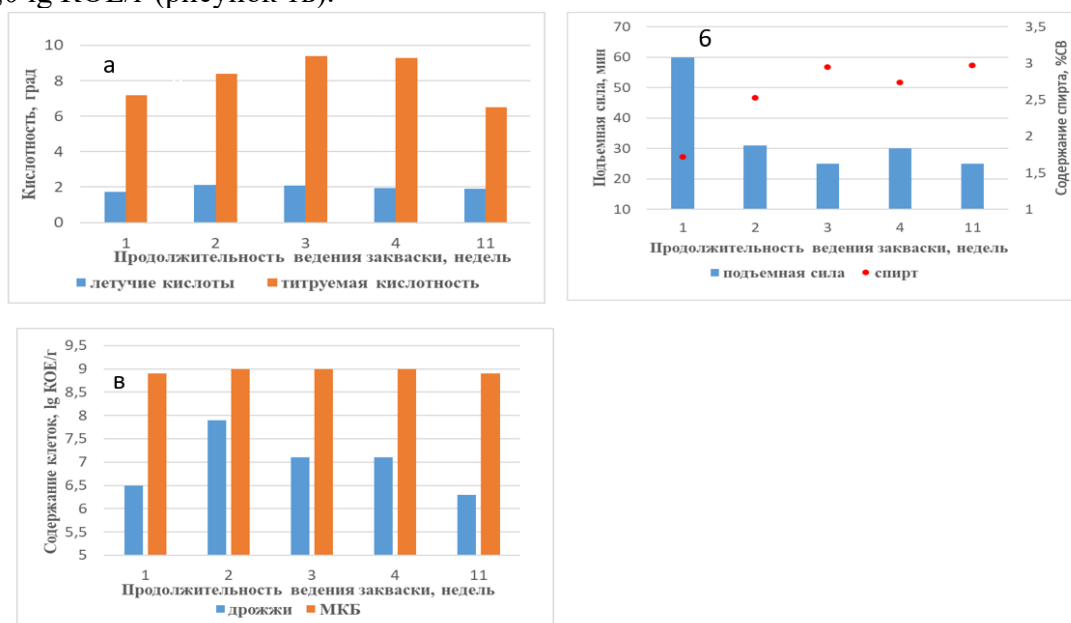 lg КОЕ/г (рисунок 1в).
а
10
8
6
4
2
0
Кислотность, град
1 2 3 4 11
Продолжительность ведения закваски, недель
летучие кислоты титруемая кислотность
б
70
60
50
40
30
20
10
Подъемная сила, мин
3,5
3
2,5
2
1,5
1
Содержание спирта, %СВ
1 2 3 4 11
Продолжительность ведения закваски, недель
подъемная сила спирт
в
9,5
9
8,5
8
7,5
7
6,5
6
5,5
5
Содержание клеток, lg КОЕ/г
1 2 3 4 11
Продолжительность ведения закваски, недель
дрожжи МКБ